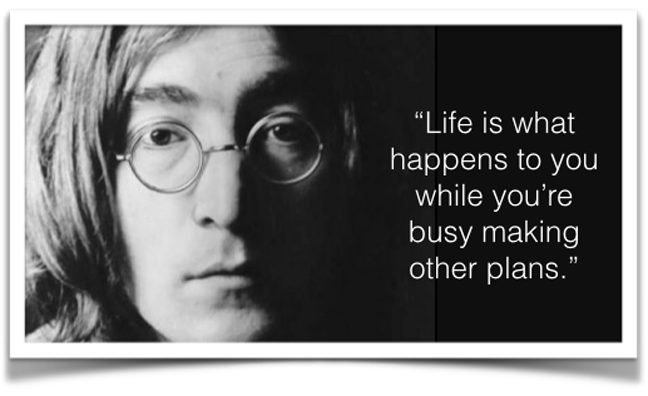 “Life is what
happens to you
while you’re
busy making
other plans.”